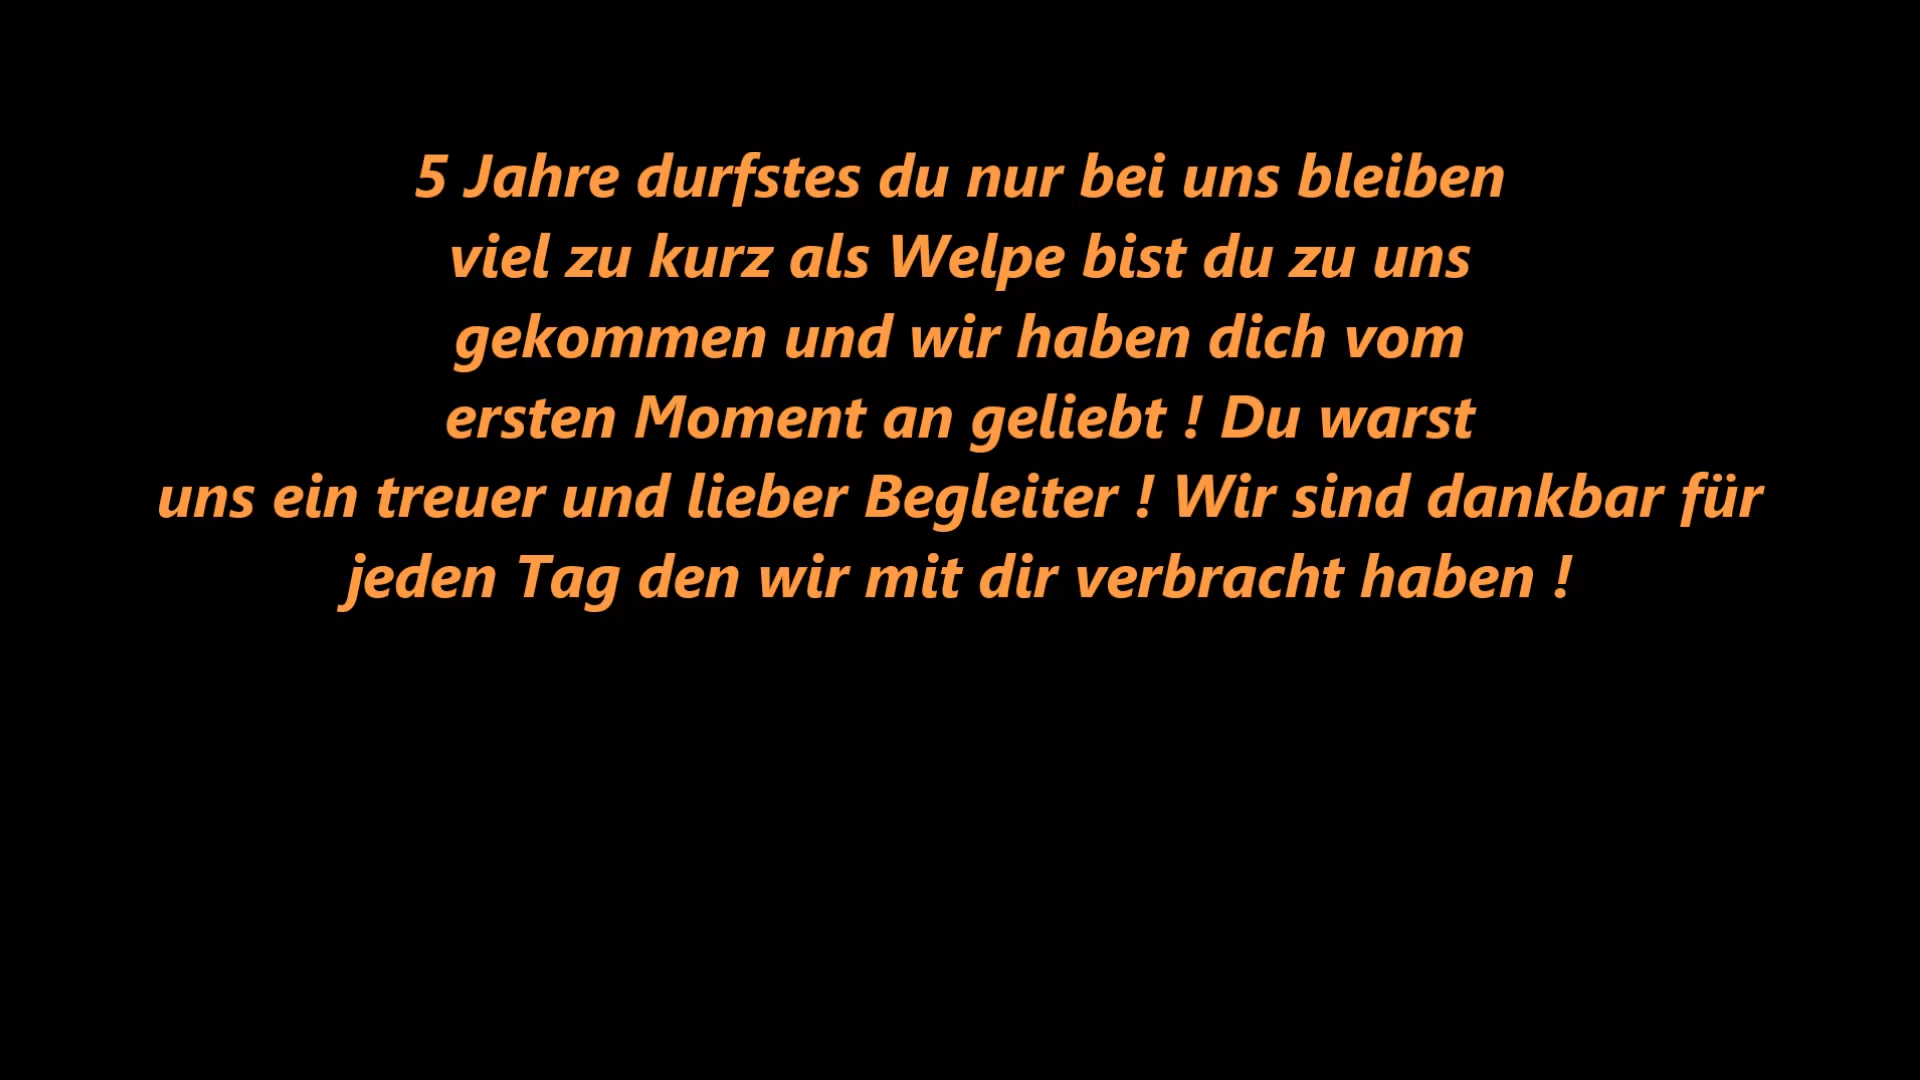 5 Jahre durfstes du nur bei uns bleiben
viel zu kurz als Welpe bist du zu uns
gekommen und wir haben dich vom
ersten Moment an geliebt ! Du warst
uns ein treuer und lieber Begleiter ! Wir sind dankbar für
jeden Tag den wir mit dir verbracht haben !